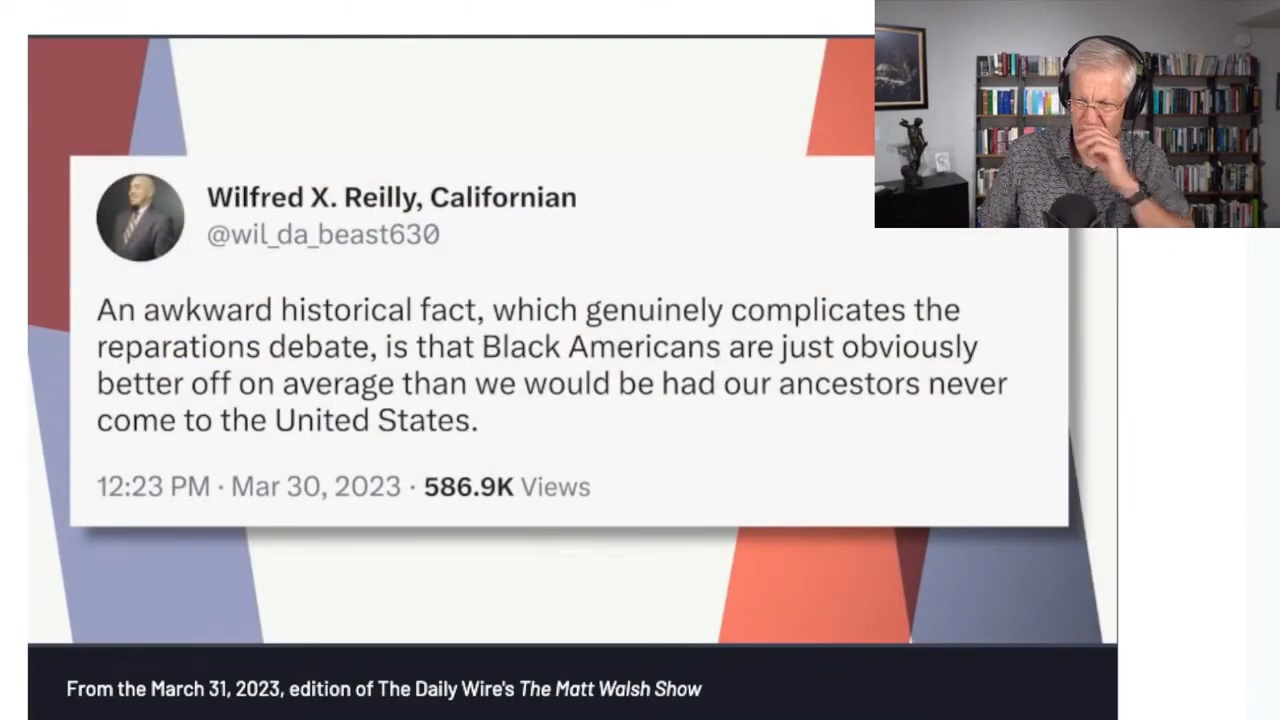 Wilfred X. Reilly, Californian
@wil_da_beast630
An awkward historical fact, which genuinely complicates the
reparations debate, is that Black Americans are just obviously
better off on average than we would be had our ancestors never
come to the United States.
12:23 PM · Mar 30, 2023 · 586.9K Views
From the March 31, 2023, edition of The Daily Wire's The Matt Walsh Show